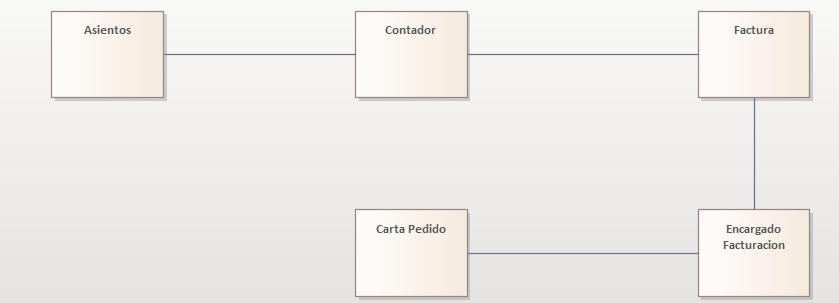 Asientos
Contador
Factura
Carta Pedido
Encargado
Facturacion